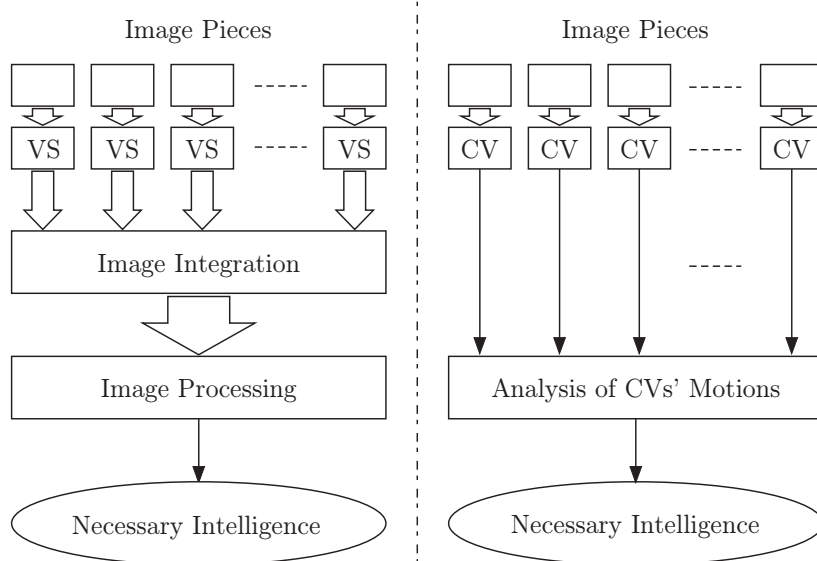 Image Pieces
VS VS VS VS
Image Integration
Image Processing
Necessary Intelligence
Image Pieces
CV CV CV CV
Analysis of CVs' Motions
Necessary Intelligence